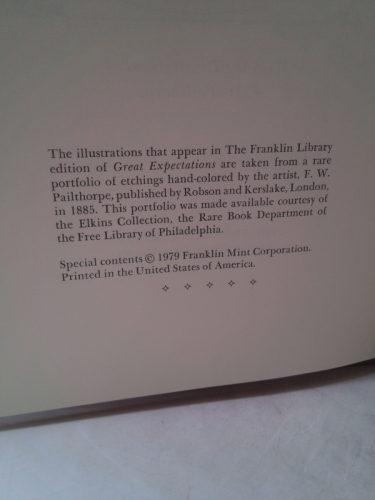 The illustrations that appear in The Franklin Library
edition of Great Expectations are taken from a rare
portfolio of etchings hand-colored by the artist, F. W.
Pailthorpe, published by Robson and Kerslake, London,
in 1885. This portfolio was made available courtesy of
the Elkins Collection, the Rare Book Department of
the Free Library of Philadelphia.
Special contents © 1979 Franklin Mint Corporation.
Printed in the United States of America.